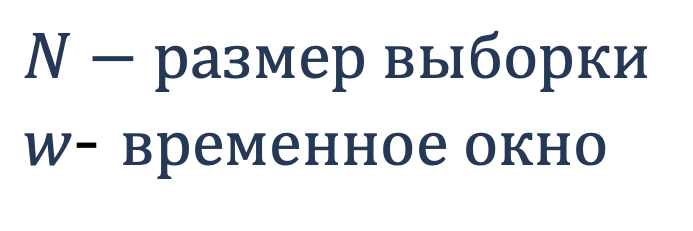 N — размер выборки
w- временное окно